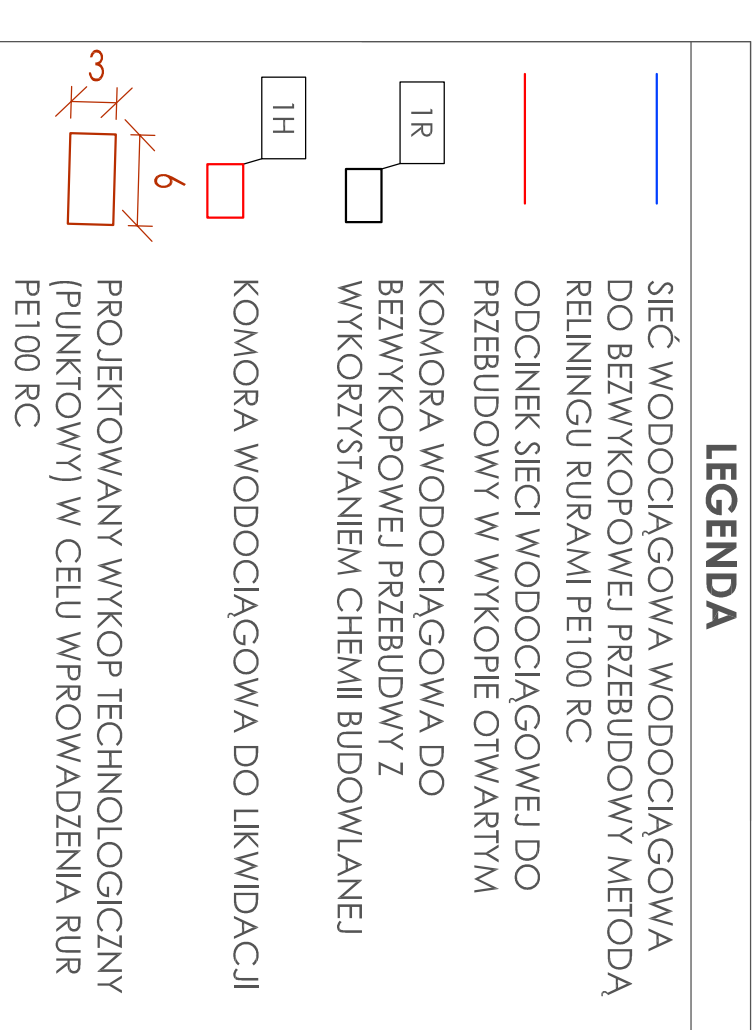 LEGENDA
SIEĆ WODOCIĄGOWA WODOCIĄGOWA
DO BEZWYKOPOWEJ PRZEBUDOWY METODĄ
RELININGU RURAMI PE100 RC
ODCINEK SIECI WODOCIĄGOWEJ DO
PRZEBUDOWY W WYKOPIE OTWARTYM
1R
KOMORA WODOCIĄGOWA DO
BEZWYKOPOWEJ PRZEBUDWY Z
WYKORZYSTANIEM CHEMII BUDOWLANEJ
1H
KOMORA WODOCIĄGOWA DO LIKWIDACJI
6
3
PROJEKTOWANY WYKOP TECHNOLOGICZNY
(PUNKTOWY) W CELU WPROWADZENIA RUR
PE100 RC